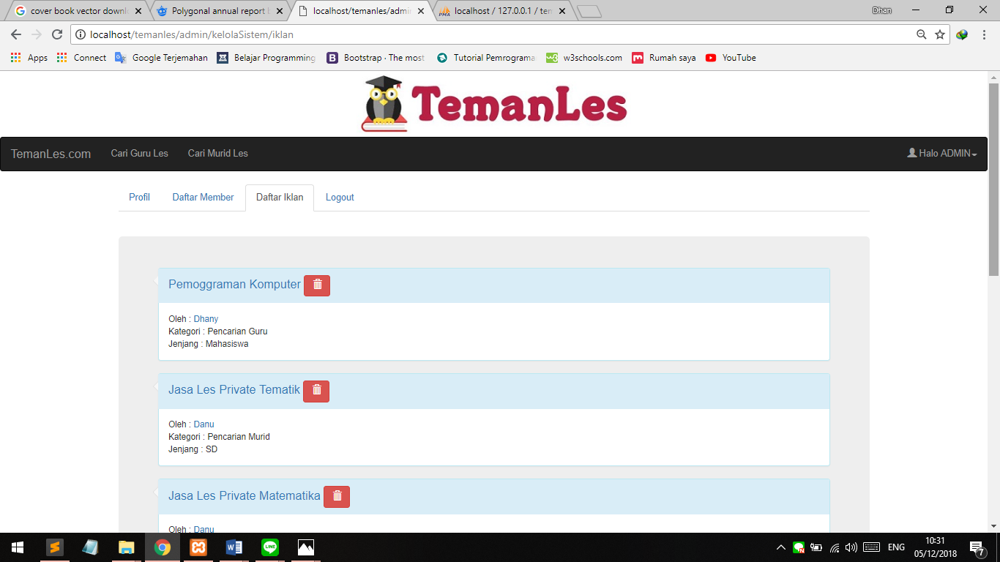 cover book vector downl
Polygonal annual report b
localhost/temanles/admin
localhost / 127.0.0.1 / tem
Dhan
localhost/temanles/admin/kelolaSistem/iklan
Apps
Connect
Google Terjemahan
Belajar Programming
Bootstrap · The most
Tutorial Pemrograma
w3schools.com
Rumah saya
YouTube
TemanLes
TemanLes.com
Cari Guru Les
Cari Murid Les
Halo ADMIN
Profil
Daftar Member
Daftar Iklan
Logout
Pemoggraman Komputer
Oleh : Dhany
Kategori : Pencarian Guru
Jenjang : Mahasiswa
Jasa Les Private Tematik
Oleh : Danu
Kategori : Pencarian Murid
Jenjang : SD
Jasa Les Private Matematika
Oleh : Danu
ENG
10:31
05/12/2018
7